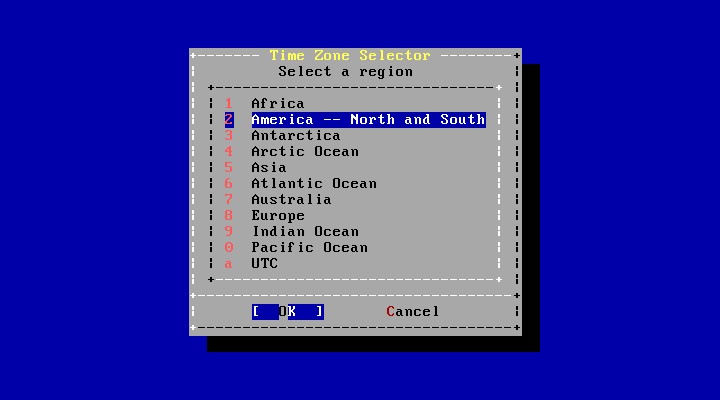 Time Zone Selector
Select a region
1 Africa
2 America -- North and South
3 Antarctica
4 Arctic Ocean
5 Asia
6 Atlantic Ocean
7 Australia
8 Europe
9 Indian Ocean
0 Pacific Ocean
a UTC
[ OK ] Cancel